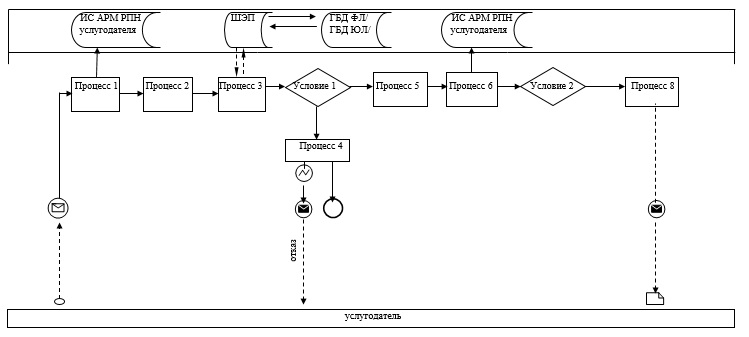 ИС АРМ РПН
услугодателя
ШЭП
ГБД ФЛ/
ГБД ЮЛ/
ИС АРМ РПН
услугодателя
Процесс 1
Процесс 2
Процесс 3
Условие 1
Процесс 5
Процесс 6
Условие 2
Процесс 8
Процесс 4
отказ
услугодатель